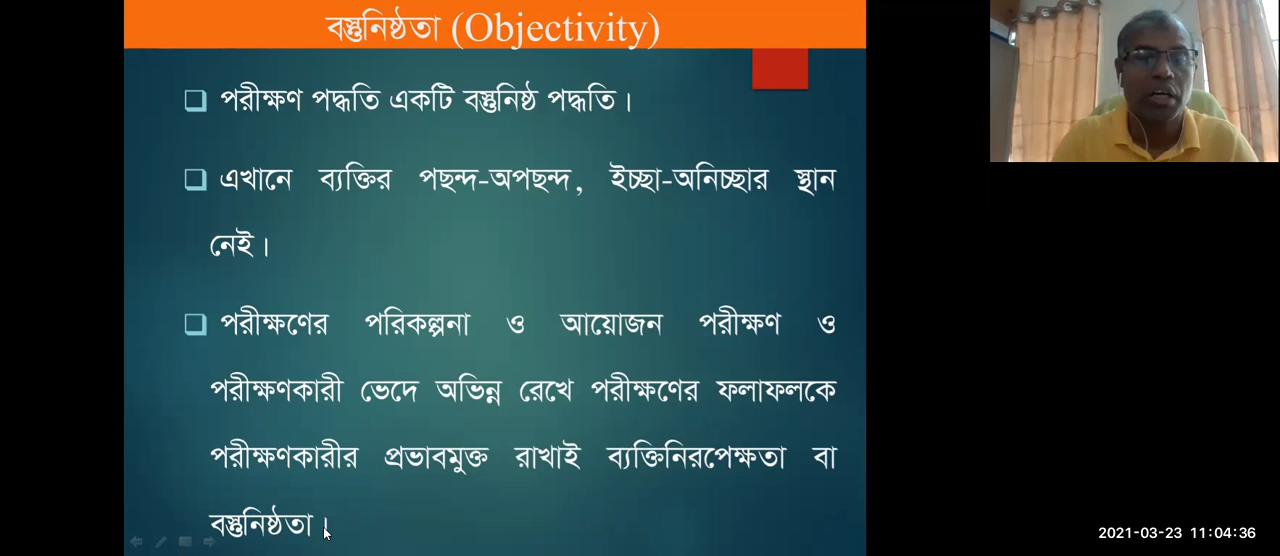 বস্তুনিষ্ঠতা (Objectivity)
পরীক্ষণ পদ্ধতি একটি বস্তুনিষ্ঠ পদ্ধতি।
এখানে ব্যক্তির পছন্দ-অপছন্দ, ইচ্ছা-অনিচ্ছার স্থান
নেই।
পরীক্ষণের পরিকল্পনা ও আয়োজন পরীক্ষণ ও
পরীক্ষণকারী ভেদে অভিন্ন রেখে পরীক্ষণের ফলাফলকে
পরীক্ষণকারীর প্রভাবমুক্ত রাখাই ব্যক্তিনিরপেক্ষতা বা
বস্তুনিষ্ঠতা।
2021-03-23 11:04:36